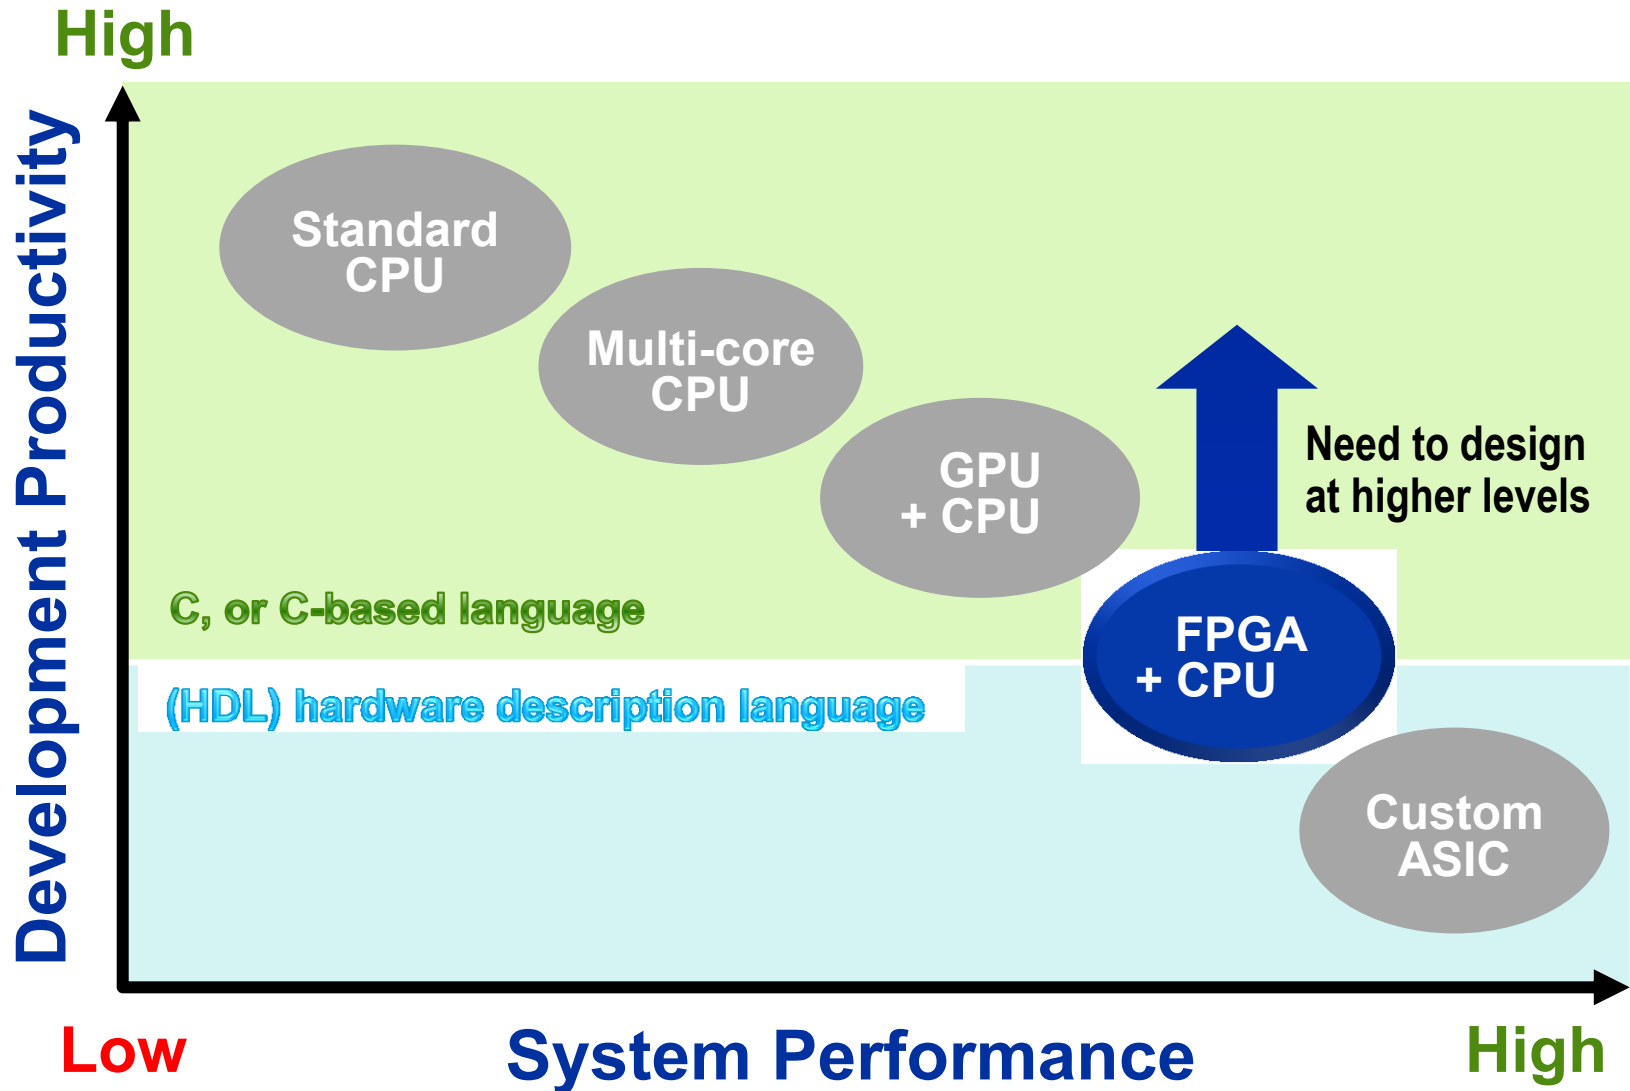 High
Development Productivity
Standard
CPU
Multi-core
CPU
GPU
+ CPU
Need to design
at higher levels
C, or C-based language
FPGA
+ CPU
(HDL) hardware description language
Custom
ASIC
Low
System Performance
High